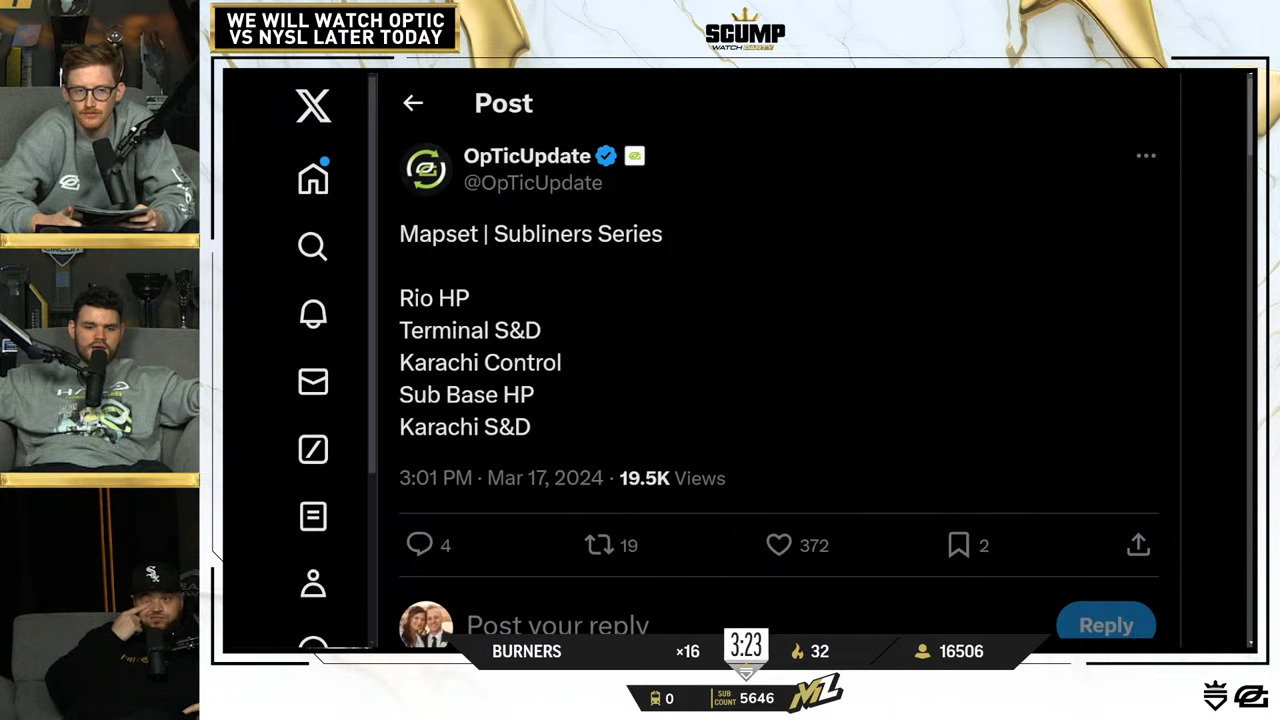 WE WILL WATCH OPTIC
VS NYSL LATER TODAY
SCUMP
WATCH PARTY
Post
OpTicUpdate
@OpTicUpdate
Mapset | Subliners Series
Rio HP
Terminal S&D
Karachi Control
Sub Base HP
Karachi S&D
3:01 PM · Mar 17, 2024 · 19.5K Views
4
19
372
2
Post your reply
Reply
BURNERS
×16
3:23
32
16506
0
SUB
COUNT
5646